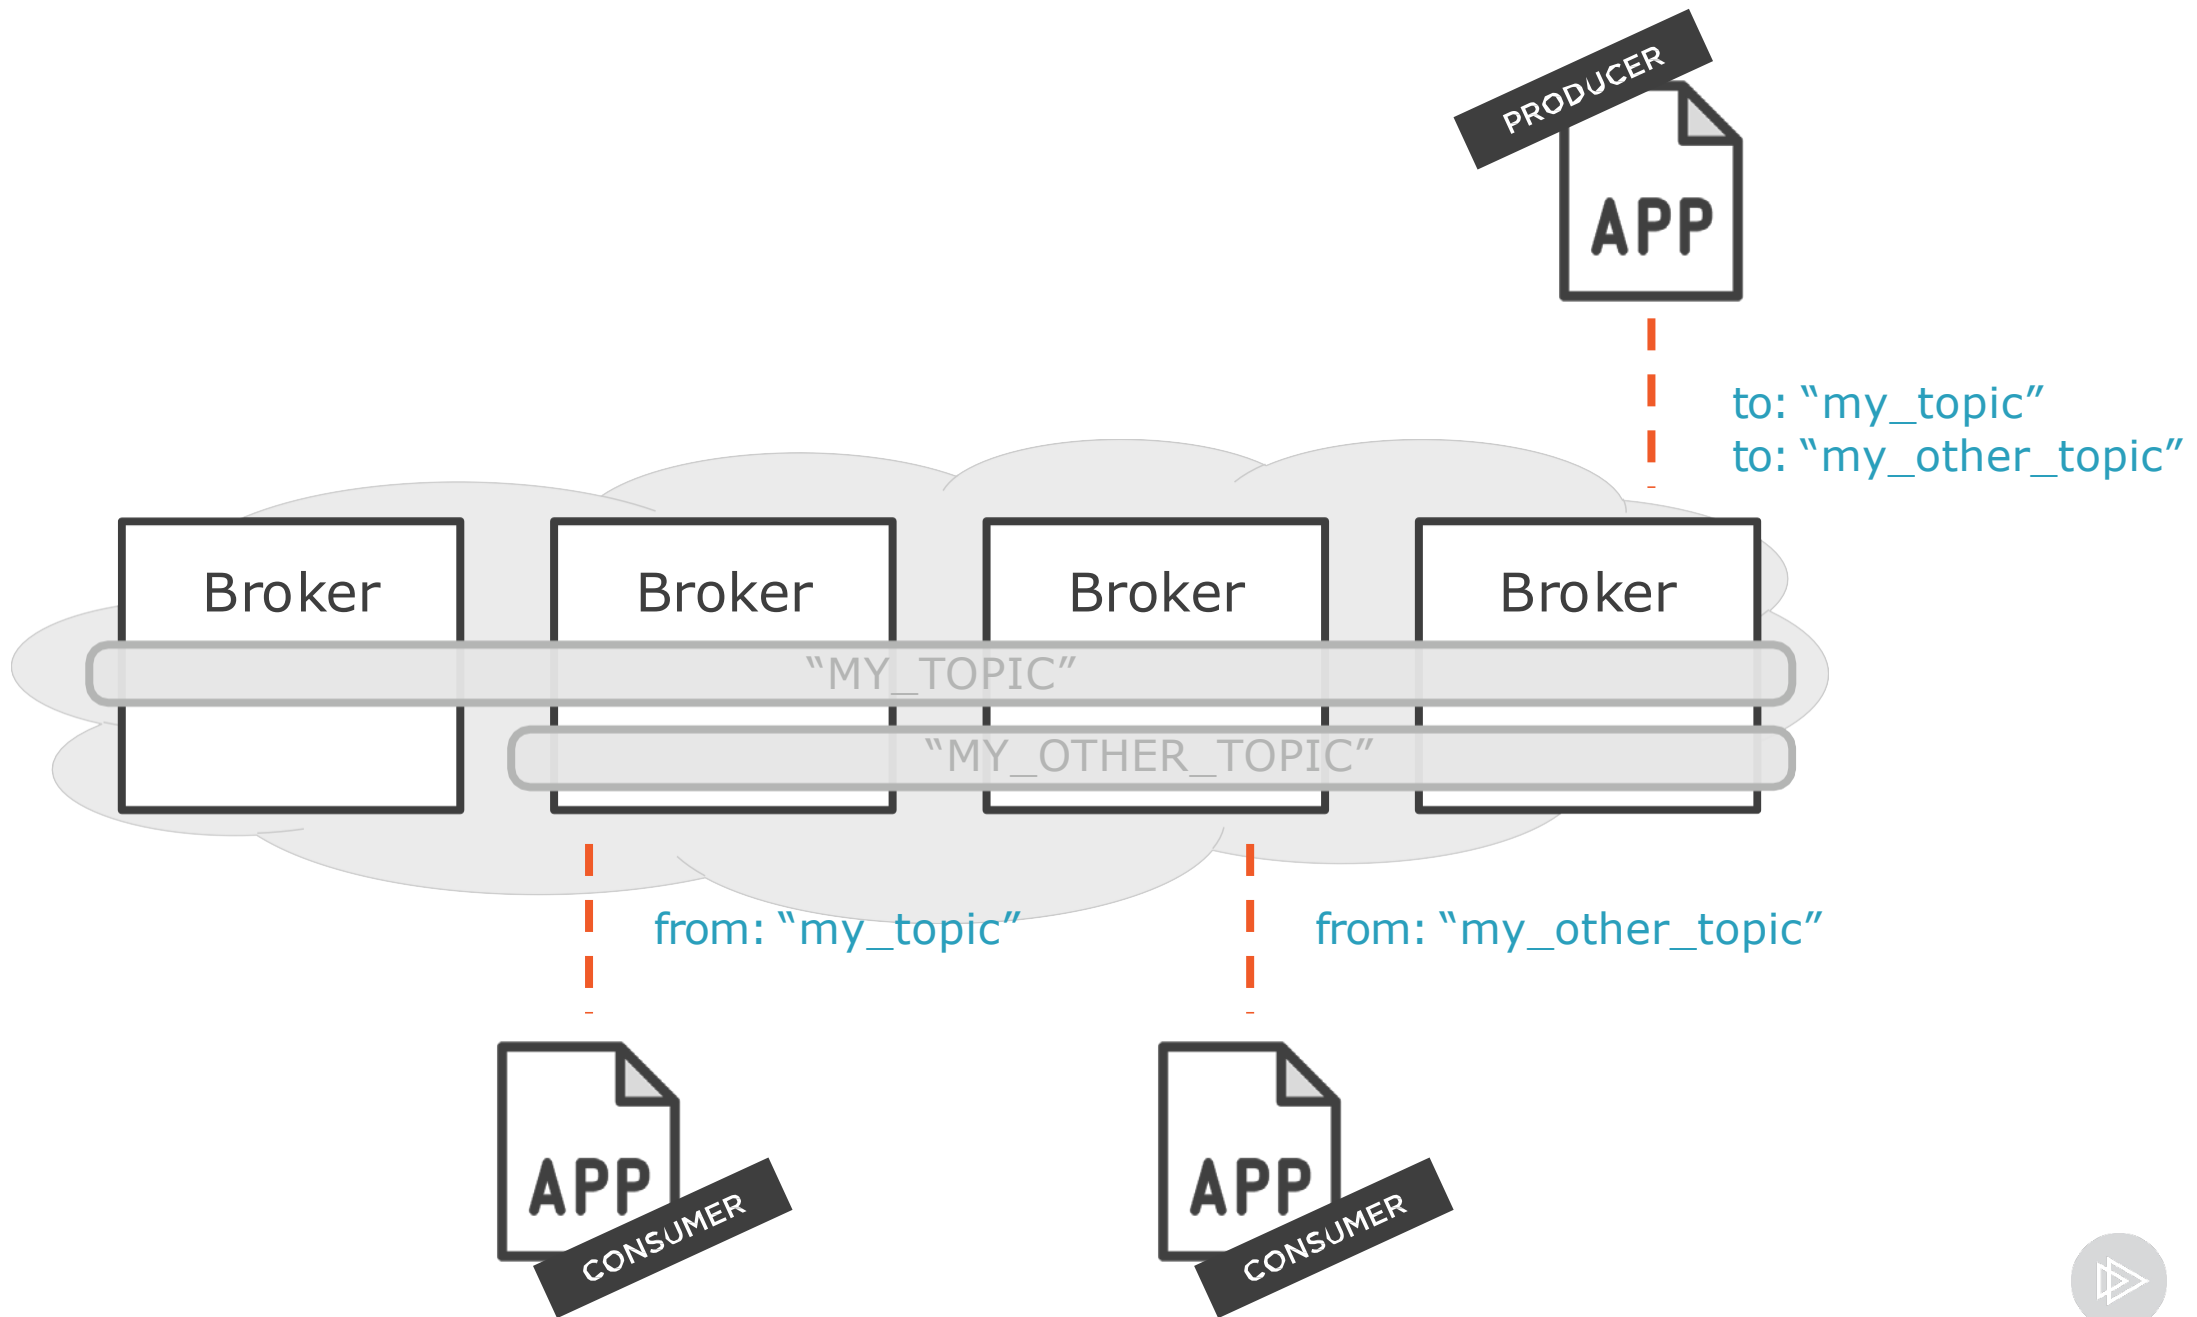 PRODUCER
APP
to: “my_topic”
to: “my_other_topic”
Broker
Broker
Broker
Broker
“MY_TOPIC”
“MY_OTHER_TOPIC”
from: “my_topic”
from: “my_other_topic”
APP
CONSUMER
APP
CONSUMER